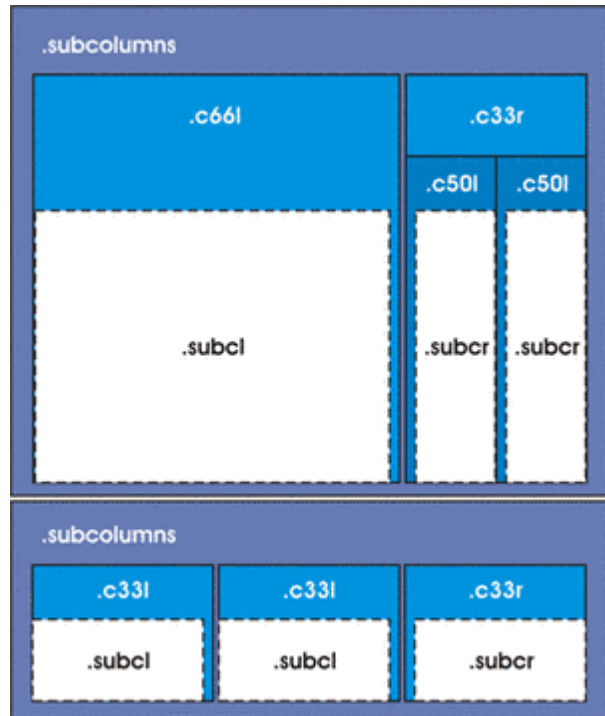 .subcolumns
.c66l
.c33r
.c50l
.c50l
.subcl
.subcr
.subcr
.subcolumns
.c33l
.c33l
.c33r
.subcl
.subcl
.subcr